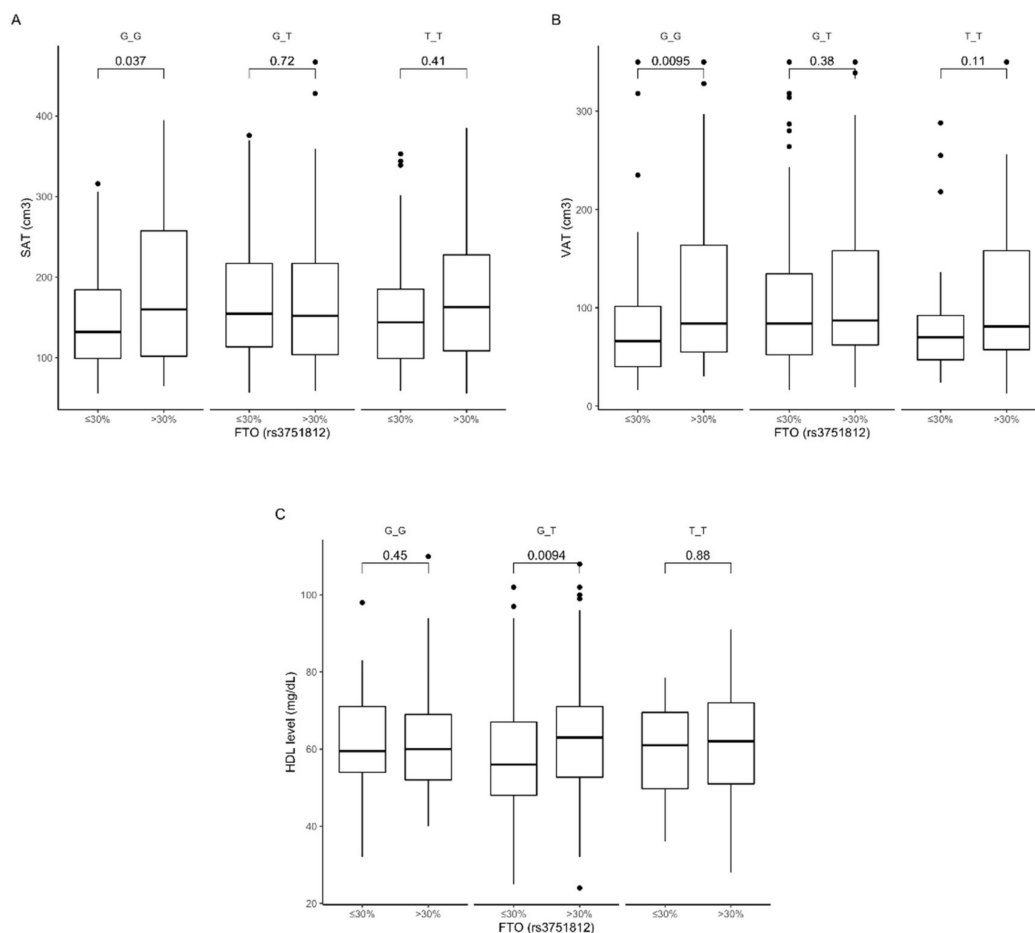 A
G_G G_T T_T
0.037 0.72 0.41
400
300
200
100
SAT (cm3)
≤30% >30% ≤30% >30% ≤30% >30%
FTO (rs3751812)
B
G_G G_T T_T
0.0095 0.38 0.11
300
200
100
0
VAT (cm3)
≤30% >30% ≤30% >30% ≤30% >30%
FTO (rs3751812)
C
G_G G_T T_T
0.45 0.0094 0.88
100
80
60
40
20
HDL level (mg/dL)
≤30% >30% ≤30% >30% ≤30% >30%
FTO (rs3751812)